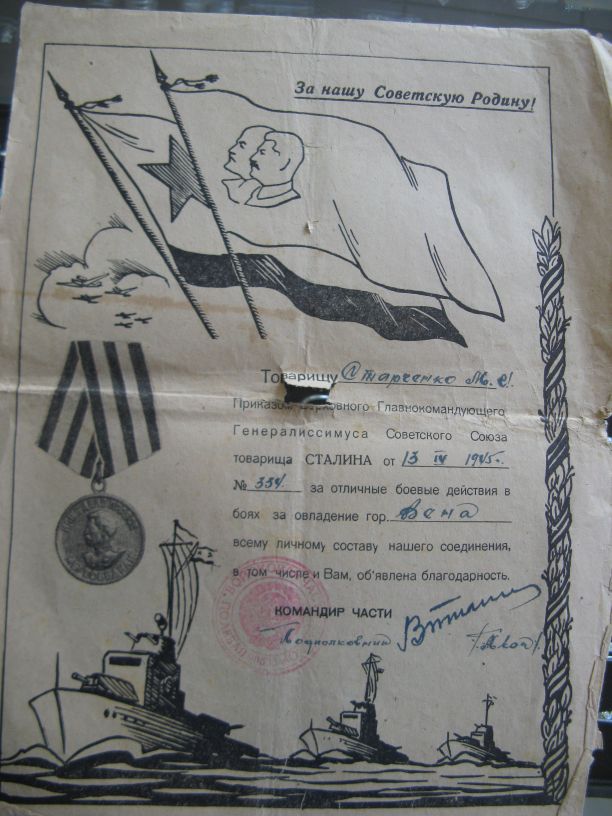 За нашу Советскую Родину!
Товарищу Старченко М. С.
Приказом Верховного Главнокомандующего
Генералиссимуса Советского Союза
товарища СТАЛИНА от 13 IV 1945г.
№ 334 за отличные боевые действия в
боях за овладение гор. Вена
всему личному составу нашего соединения,
в том числе и Вам, об'явлена благодарность.
КОМАНДИР ЧАСТИ
Подполковник